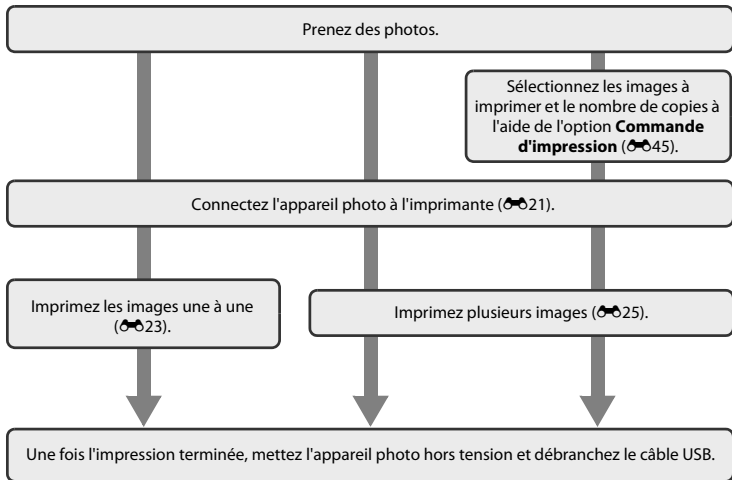 Prenez des photos.
Sélectionnez les images à
imprimer et le nombre de copies à
l'aide de l'option Commande
d'impression (45).
Connectez l'appareil photo à l'imprimante (21).
Imprimez les images une à une
(23).
Imprimez plusieurs images (25).
Une fois l'impression terminée, mettez l'appareil photo hors tension et débranchez le câble USB.